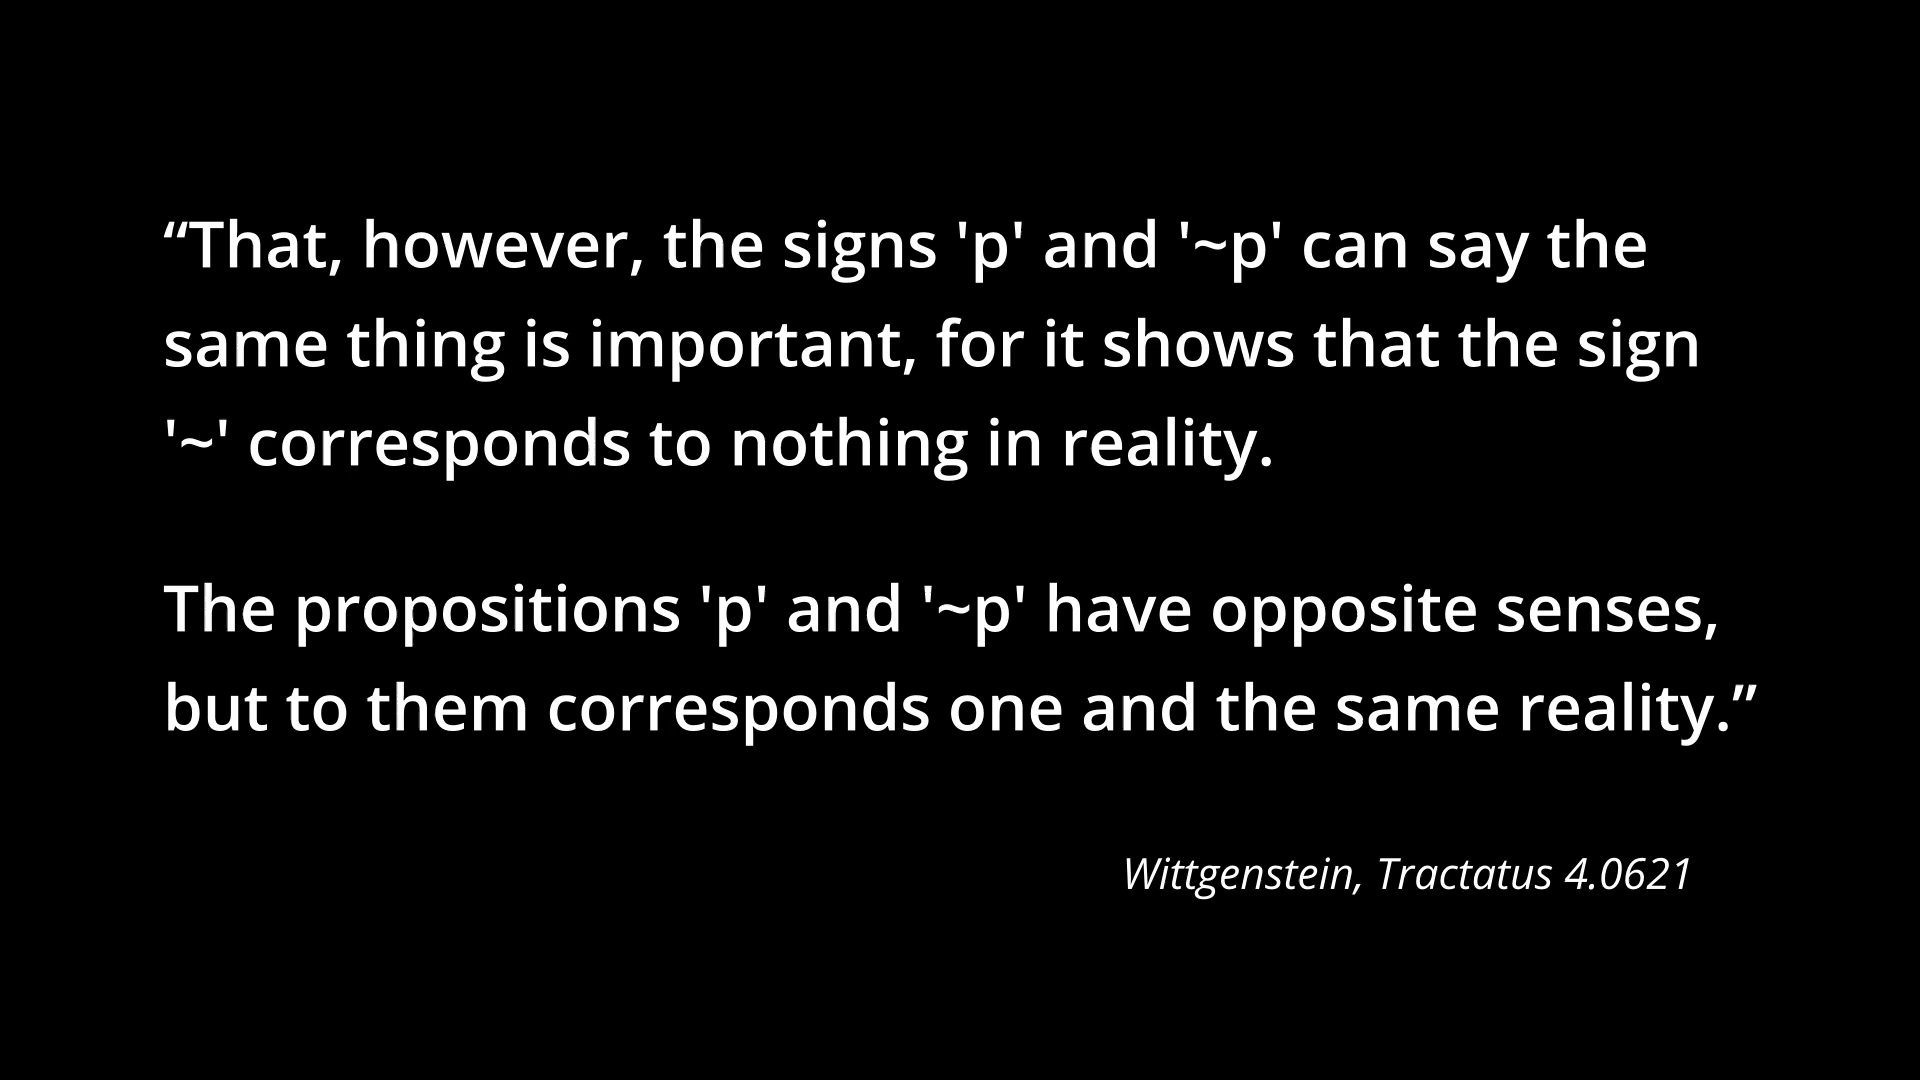 “That, however, the signs 'p' and '~p' can say the
same thing is important, for it shows that the sign
'~' corresponds to nothing in reality.
The propositions 'p' and '~p' have opposite senses,
but to them corresponds one and the same reality.”
Wittgenstein, Tractatus 4.0621